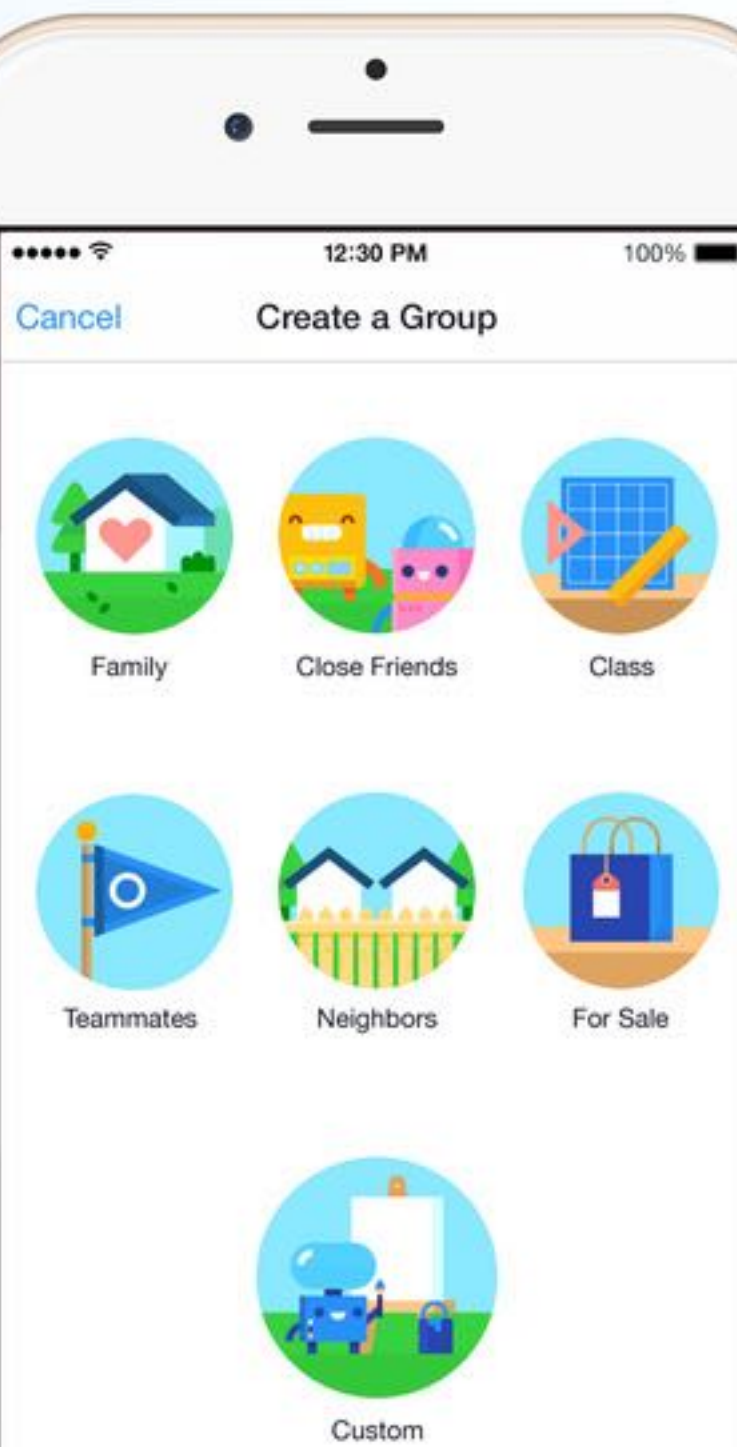 12:30 PM 100%
Cancel Create a Group
Family Close Friends Class
Teammates Neighbors For Sale
Custom